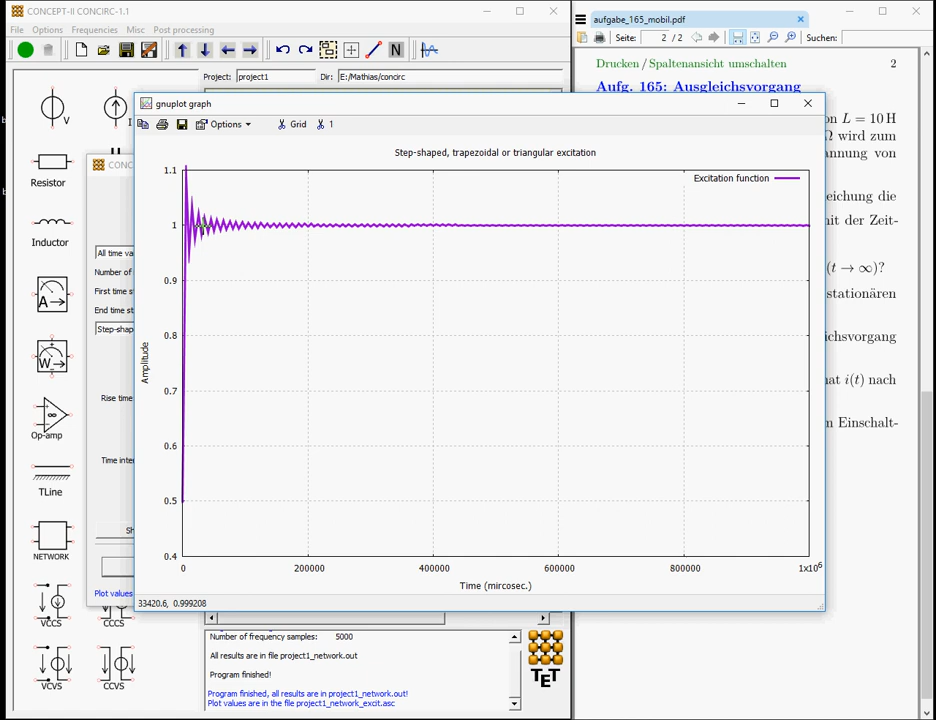 CONCEPT-II CONCIRC-1.1
File Options Frequencies Misc Post processing
N
Project: project1 Dir: E:/Mathias/concirc
V
I
Resistor
Inductor
A
W
Op-amp
TLine
NETWORK
VCCS CCCS
VCVS CCVS
CONC
All time va
Number of
First time st
End time st
Step-shap
Rise time
Time inter
Sh
Plot values
gnuplot graph
Options Grid 1
Step-shaped, trapezoidal or triangular excitation
Excitation function
1.1
1
0.9
0.8
0.7
0.6
0.5
0.4
Amplitude
0 200000 400000 600000 800000 1x10⁶
Time (mircosec.)
33420.6, 0.999208
Number of frequency samples: 5000
All results are in file project1_network.out
Program finished!
Program finished, all results are in project1_network.out!
Plot values are in the file project1_network_excit.asc
TET
aufgabe_165_mobil.pdf
Seite: 2 / 2 Suchen:
Drucken / Spaltenansicht umschalten 2
Aufg. 165: Ausgleichsvorgang
on L = 10 H
Ω wird zum
annung von
eichung die
nit der Zeit-
(t → ∞)?
stationären
ichsvorgang
hat i(t) nach
m Einschalt-